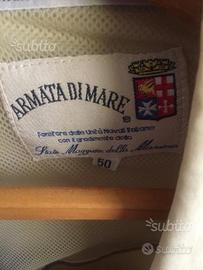 subito
ARMATA DI MARE
®
Fornitore delle Unità Navali Italiane
con il gradimento dello
Stato Maggiore della Marina
50
subito
subito